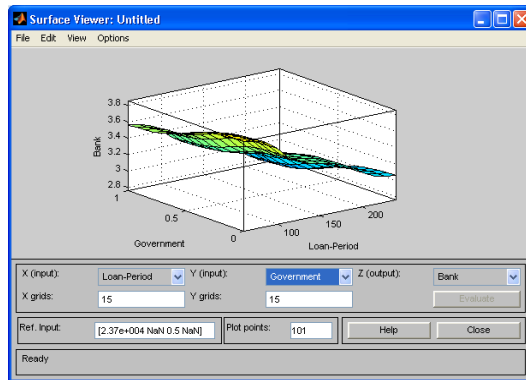 Surface Viewer: Untitled
File Edit View Options
3.8
3.6
3.4
3.2
3
2.8
Bank
1
0.5
0
Government
100
150
200
Loan-Period
X (input): Loan-Period Y (input): Government Z (output): Bank
X grids: 15 Y grids: 15 Evaluate
Ref. Input: [2.37e+004 NaN 0.5 NaN] Plot points: 101 Help Close
Ready